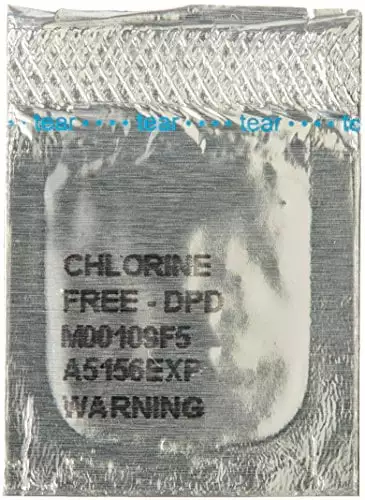 tear •••• tear •••• tear •••• te
CHLORINE
FREE - DPD
M00109F5
A5156EXP
WARNING